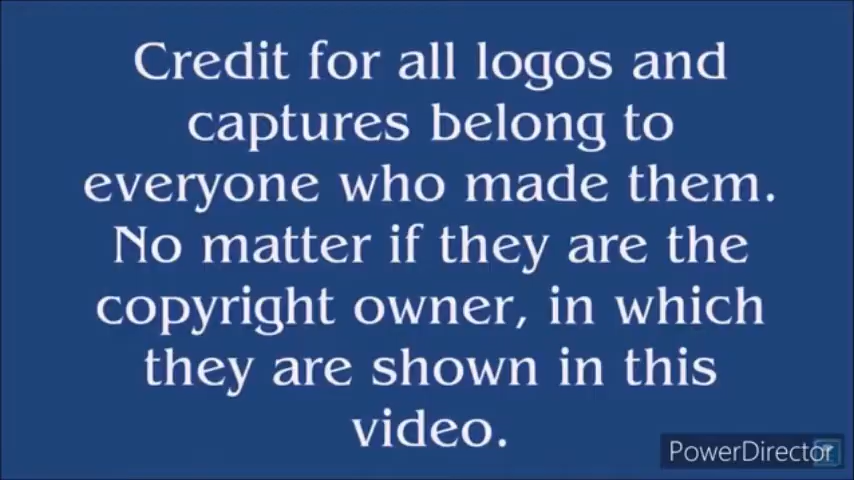 Credit for all logos and
captures belong to
everyone who made them.
No matter if they are the
copyright owner, in which
they are shown in this
video.
PowerDirector